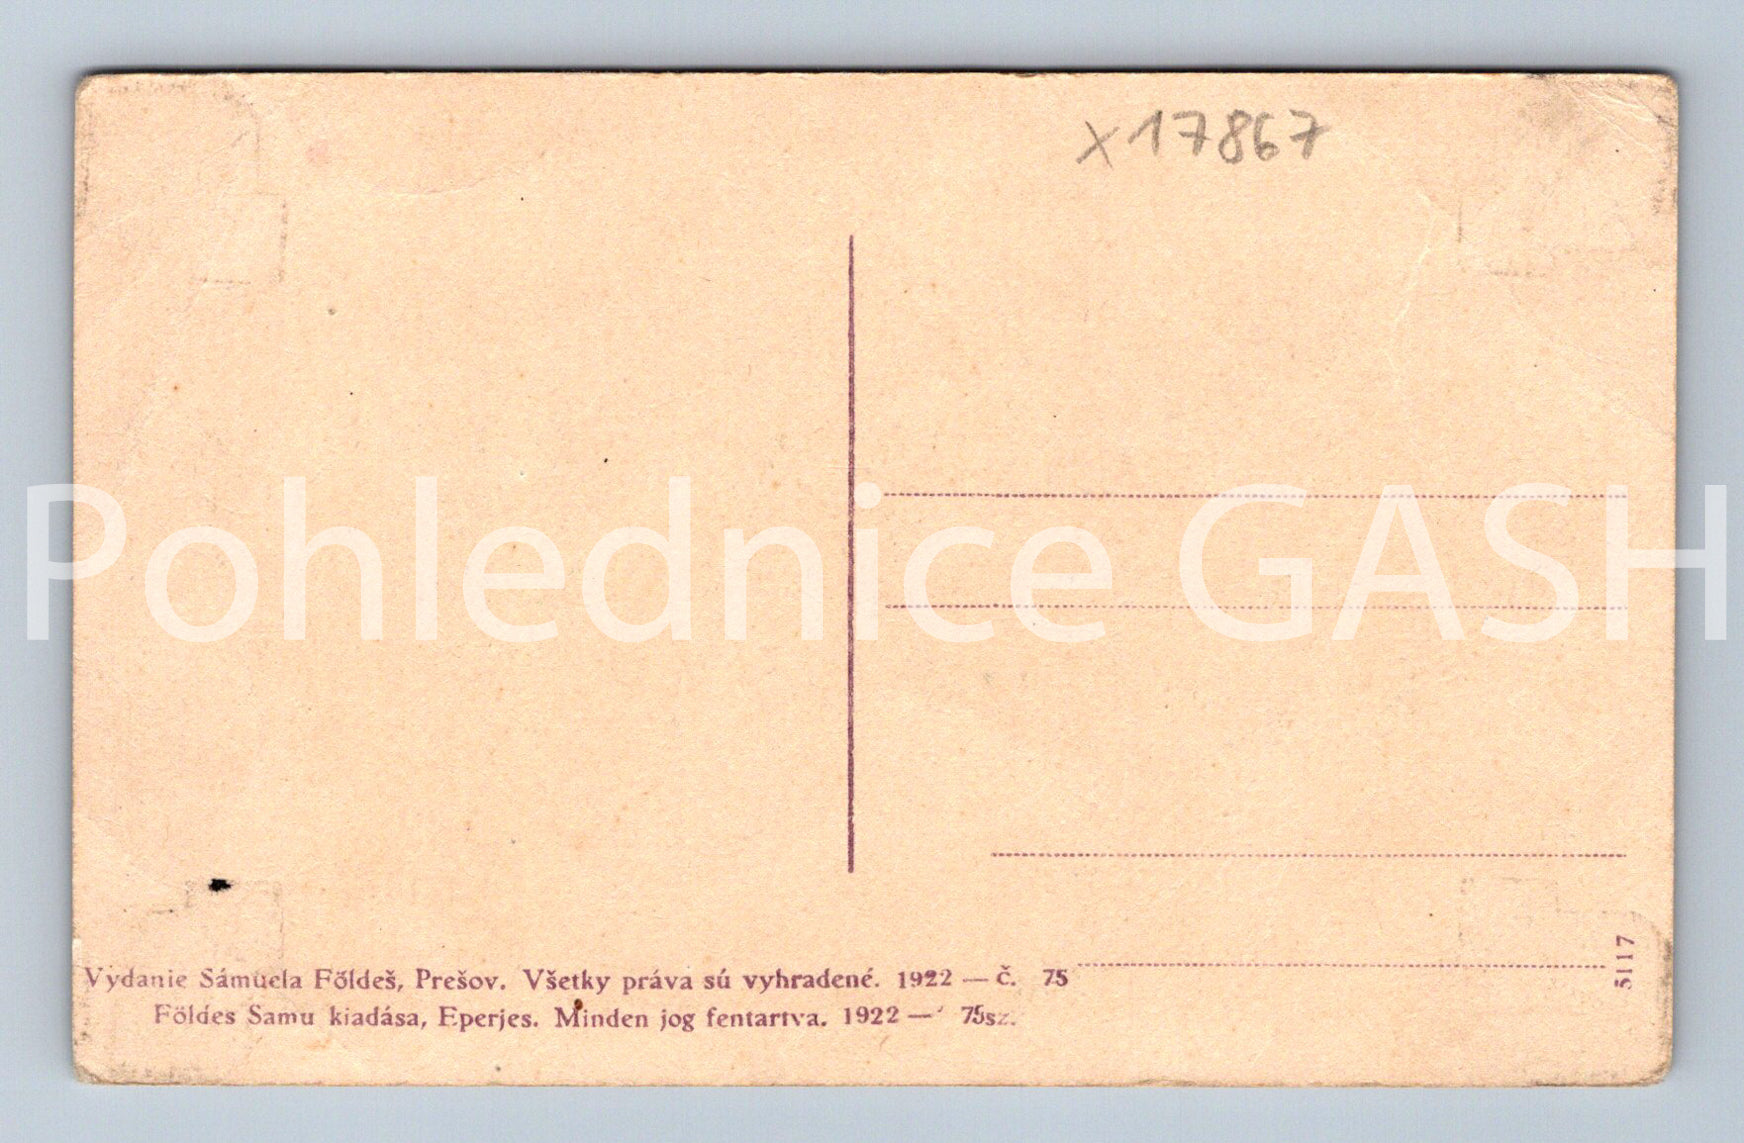 x17867
Pohlednice GASH
Vydanie Sámuela Főldeš, Prešov. Všetky práva sú vyhradené. 1922 — č. 75
Földes Samu kiadása, Eperjes. Minden jog fentartva. 1922 — 75sz.
5117